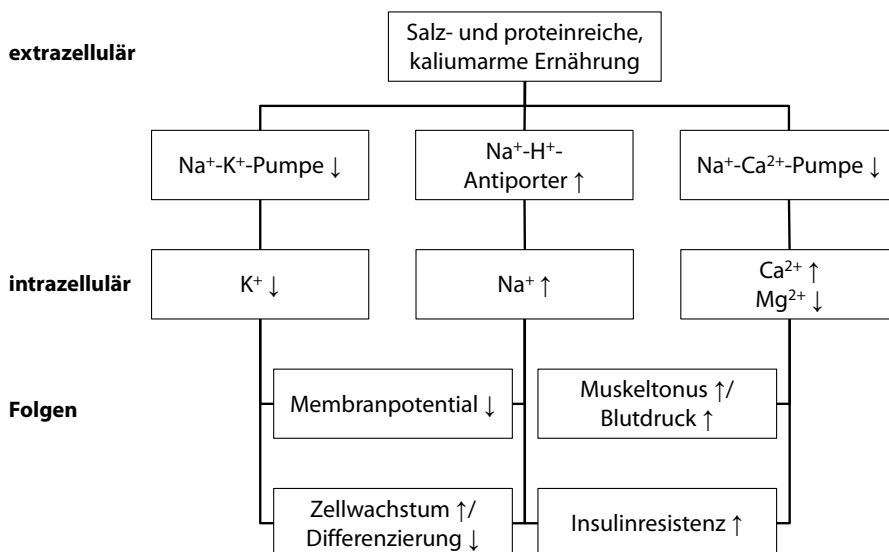 extrazellulär
Salz- und proteinreiche,
kaliumarme Ernährung
Na⁺-K⁺-Pumpe ↓
Na⁺-H⁺-
Antiporter ↑
Na⁺-Ca²⁺-Pumpe ↓
intrazellulär
K⁺ ↓
Na⁺ ↑
Ca²⁺ ↑
Mg²⁺ ↓
Folgen
Membranpotential ↓
Muskeltonus ↑/
Blutdruck ↑
Zellwachstum ↑/
Differenzierung ↓
Insulinresistenz ↑